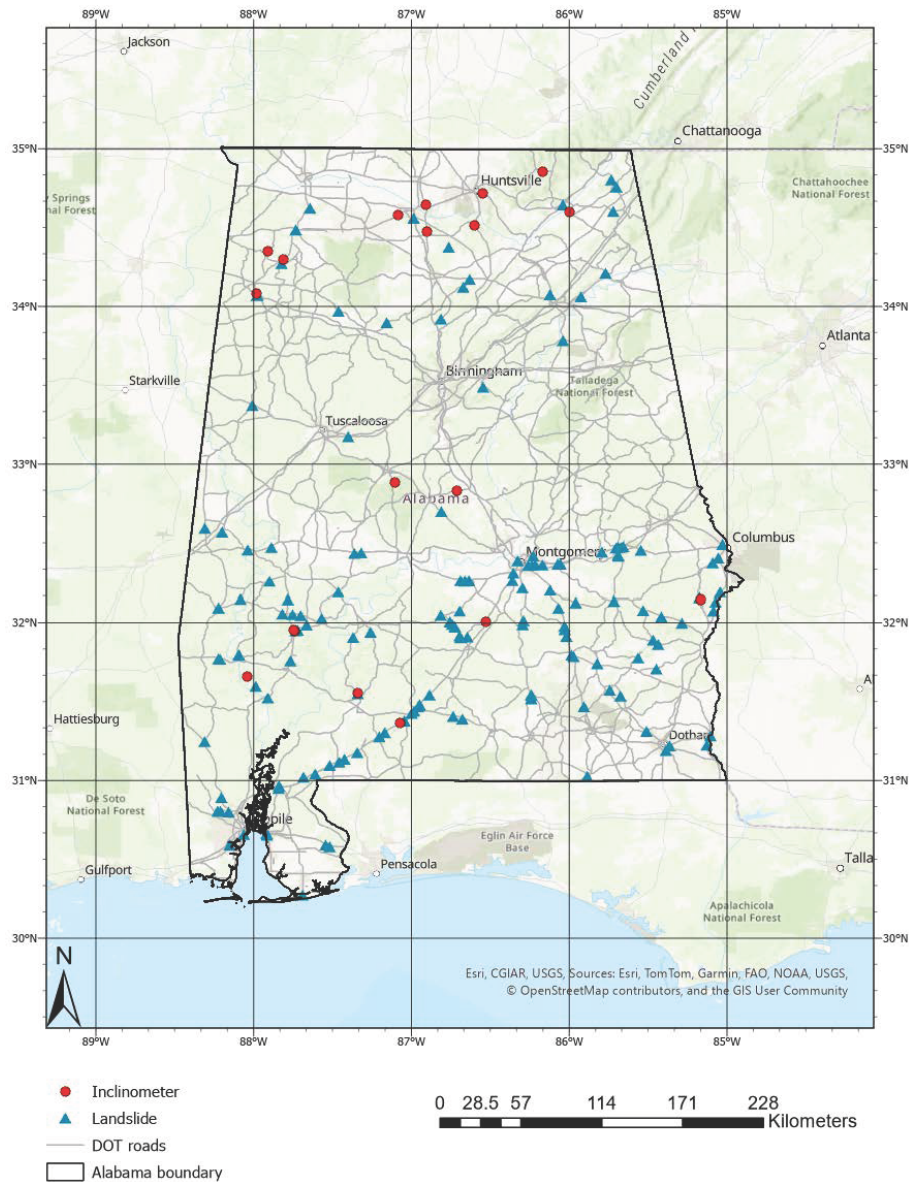 89°W 88°W 87°W 86°W 85°W
Jackson
Cumberland
35°N 35°N
Chattanooga
Huntsville
Springs
nal Forest
Chattahoochee
National Forest
34°N 34°N
Atlanta
Birmingham
Starkville
Talladega
National Forest
Tuscaloosa
33°N 33°N
Alabama
Columbus
Montgomery
32°N 32°N
Hattiesburg
Dothan
31°N 31°N
De Soto
National Forest
bile
Eglin Air Force
Base
Gulfport
Pensacola
Talla
Apalachicola
National Forest
30°N 30°N
N
Esri, CGIAR, USGS, Sources: Esri, TomTom, Garmin, FAO, NOAA, USGS,
© OpenStreetMap contributors, and the GIS User Community
89°W 88°W 87°W 86°W 85°W
Inclinometer
Landslide
DOT roads
Alabama boundary
0 28.5 57 114 171 228
Kilometers